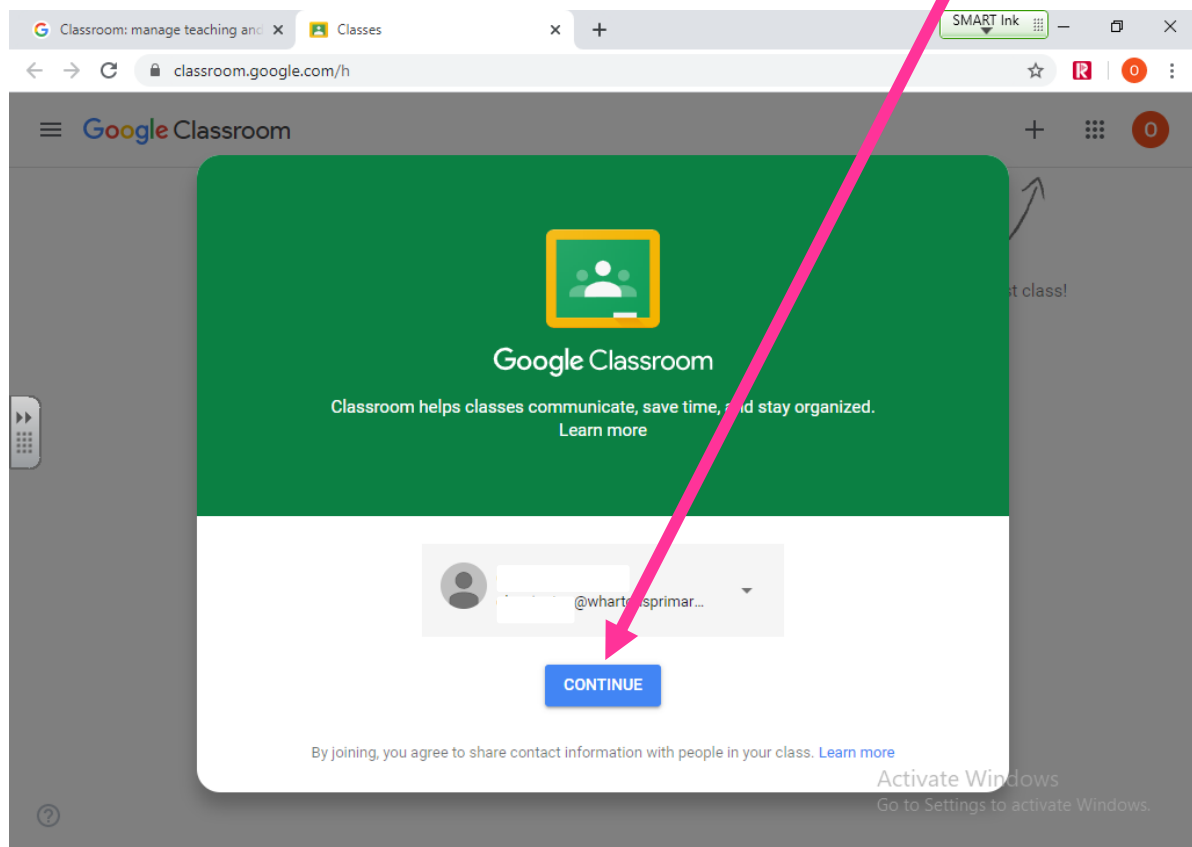 Classroom: manage teaching and
Classes
SMART Ink
classroom.google.com/h
O
Google Classroom
O
st class!
Google Classroom
Classroom helps classes communicate, save time, and stay organized.
Learn more
@whartonsprimar...
CONTINUE
By joining, you agree to share contact information with people in your class. Learn more
Activate Windows
Go to Settings to activate Windows.